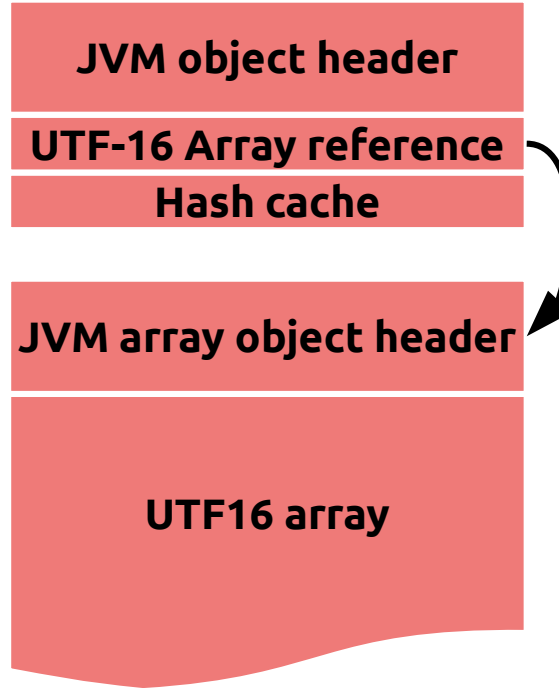 JVM object header
UTF-16 Array reference
Hash cache
JVM array object header
UTF16 array